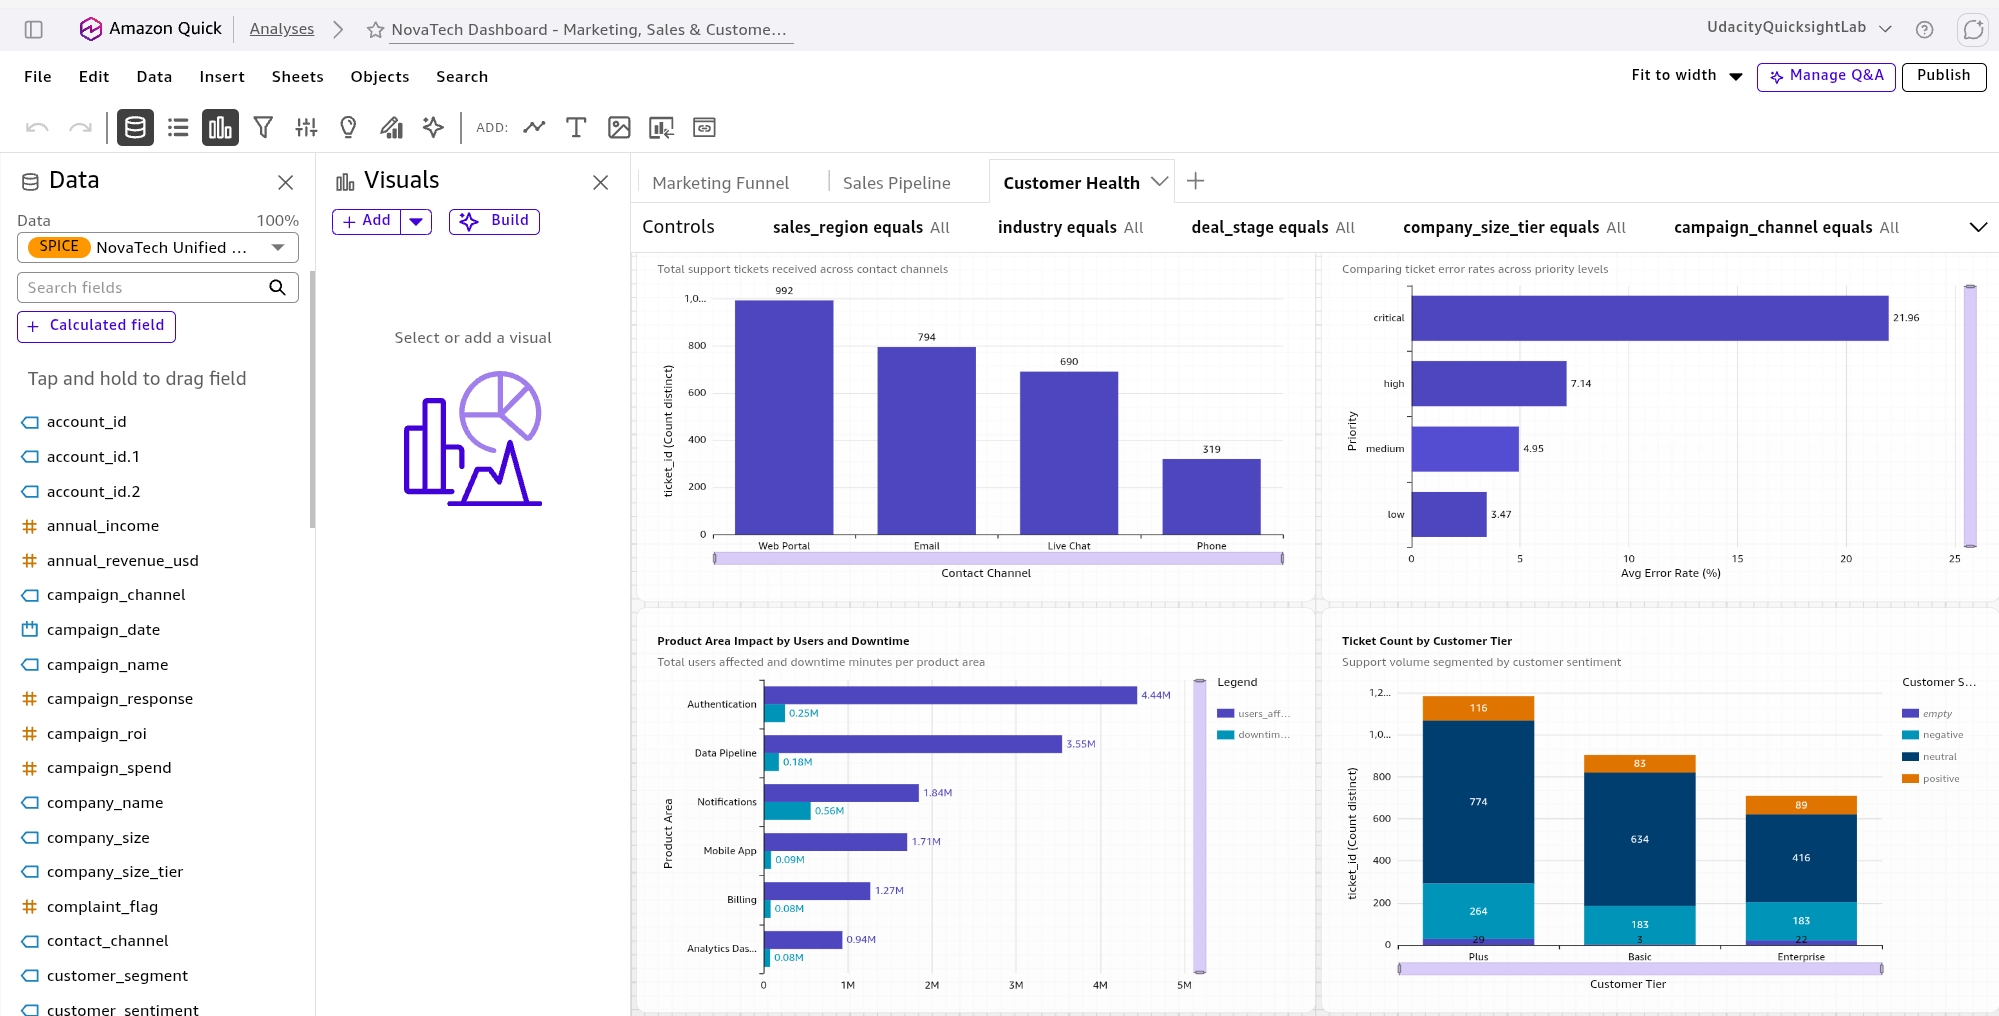 Amazon Quick
Analyses
NovaTech Dashboard - Marketing, Sales & Custome...
UdacityQuicksightLab
File Edit Data Insert Sheets Objects Search
Fit to width
Manage Q&A
Publish
ADD:
Data
Data 100%
SPICE NovaTech Unified ...
Search fields
+ Calculated field
Tap and hold to drag field
account_id
account_id.1
account_id.2
annual_income
annual_revenue_usd
campaign_channel
campaign_date
campaign_name
campaign_response
campaign_roi
campaign_spend
company_name
company_size
company_size_tier
complaint_flag
contact_channel
customer_segment
customer_sentiment
Visuals
+ Add
Build
Select or add a visual
Marketing Funnel
Sales Pipeline
Customer Health
Controls
sales_region equals All
industry equals All
deal_stage equals All
company_size_tier equals All
campaign_channel equals All
Total support tickets received across contact channels
ticket_id (Count distinct)
1,0...
800
600
400
200
0
992
794
690
319
Web Portal
Email
Live Chat
Phone
Contact Channel
Comparing ticket error rates across priority levels
Priority
critical 21.96
high 7.14
medium 4.95
low 3.47
0 5 10 15 20 25
Avg Error Rate (%)
Product Area Impact by Users and Downtime
Total users affected and downtime minutes per product area
Product Area
Authentication 4.44M
0.25M
Data Pipeline 3.55M
0.18M
Notifications 1.84M
0.56M
Mobile App 1.71M
0.09M
Billing 1.27M
0.08M
Analytics Das... 0.94M
0.08M
0 1M 2M 3M 4M 5M
Legend
users_aff...
downtim...
Ticket Count by Customer Tier
Support volume segmented by customer sentiment
ticket_id (Count distinct)
1,2...
1,0...
800
600
400
200
0
116
774
264
29
83
634
183
3
89
416
183
22
Plus
Basic
Enterprise
Customer Tier
Customer S...
empty
negative
neutral
positive